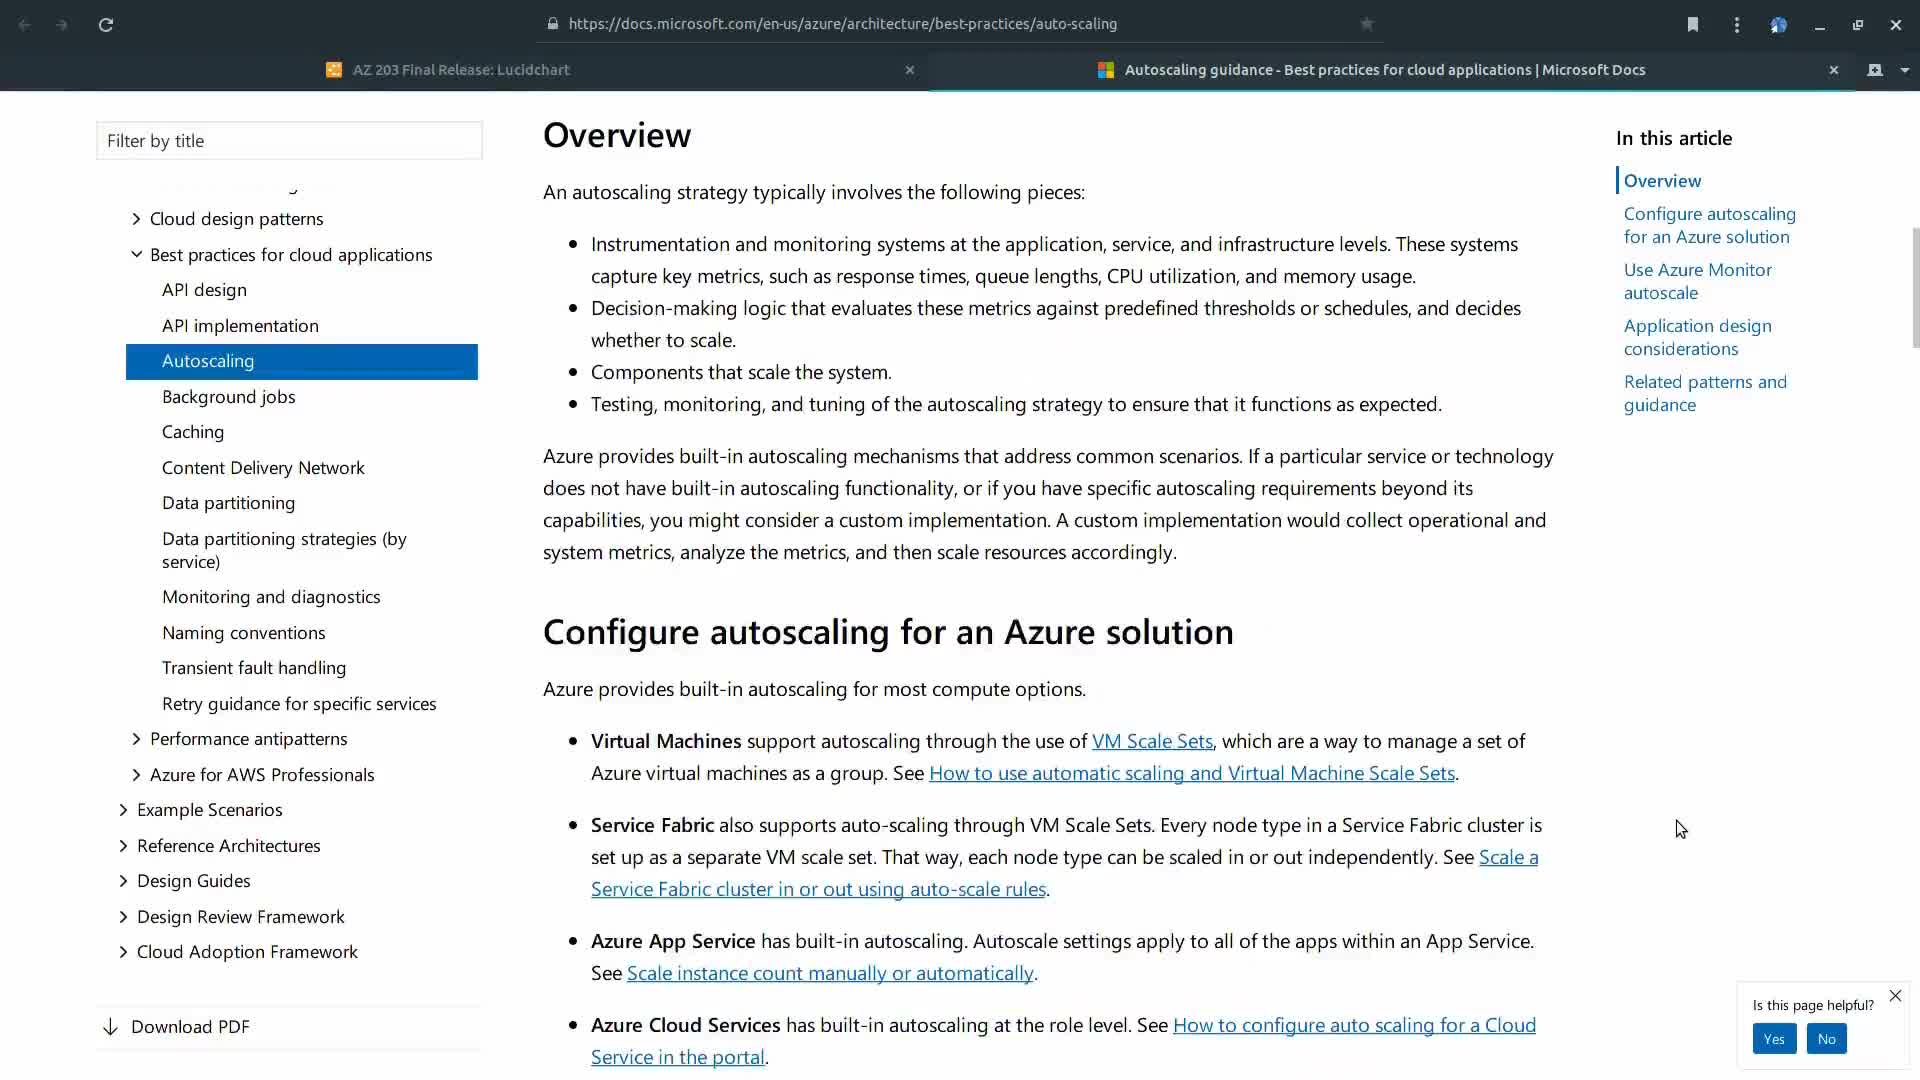 https://docs.microsoft.com/en-us/azure/architecture/best-practices/auto-scaling
AZ 203 Final Release: Lucidchart
Autoscaling guidance - Best practices for cloud applications | Microsoft Docs
Filter by title
Cloud design patterns
Best practices for cloud applications
API design
API implementation
Autoscaling
Background jobs
Caching
Content Delivery Network
Data partitioning
Data partitioning strategies (by
service)
Monitoring and diagnostics
Naming conventions
Transient fault handling
Retry guidance for specific services
Performance antipatterns
Azure for AWS Professionals
Example Scenarios
Reference Architectures
Design Guides
Design Review Framework
Cloud Adoption Framework
Download PDF
Overview
An autoscaling strategy typically involves the following pieces:
Instrumentation and monitoring systems at the application, service, and infrastructure levels. These systems
capture key metrics, such as response times, queue lengths, CPU utilization, and memory usage.
Decision-making logic that evaluates these metrics against predefined thresholds or schedules, and decides
whether to scale.
Components that scale the system.
Testing, monitoring, and tuning of the autoscaling strategy to ensure that it functions as expected.
Azure provides built-in autoscaling mechanisms that address common scenarios. If a particular service or technology
does not have built-in autoscaling functionality, or if you have specific autoscaling requirements beyond its
capabilities, you might consider a custom implementation. A custom implementation would collect operational and
system metrics, analyze the metrics, and then scale resources accordingly.
Configure autoscaling for an Azure solution
Azure provides built-in autoscaling for most compute options.
Virtual Machines support autoscaling through the use of VM Scale Sets, which are a way to manage a set of
Azure virtual machines as a group. See How to use automatic scaling and Virtual Machine Scale Sets.
Service Fabric also supports auto-scaling through VM Scale Sets. Every node type in a Service Fabric cluster is
set up as a separate VM scale set. That way, each node type can be scaled in or out independently. See Scale a
Service Fabric cluster in or out using auto-scale rules.
Azure App Service has built-in autoscaling. Autoscale settings apply to all of the apps within an App Service.
See Scale instance count manually or automatically.
Azure Cloud Services has built-in autoscaling at the role level. See How to configure auto scaling for a Cloud
Service in the portal.
In this article
Overview
Configure autoscaling
for an Azure solution
Use Azure Monitor
autoscale
Application design
considerations
Related patterns and
guidance
Is this page helpful?
Yes
No